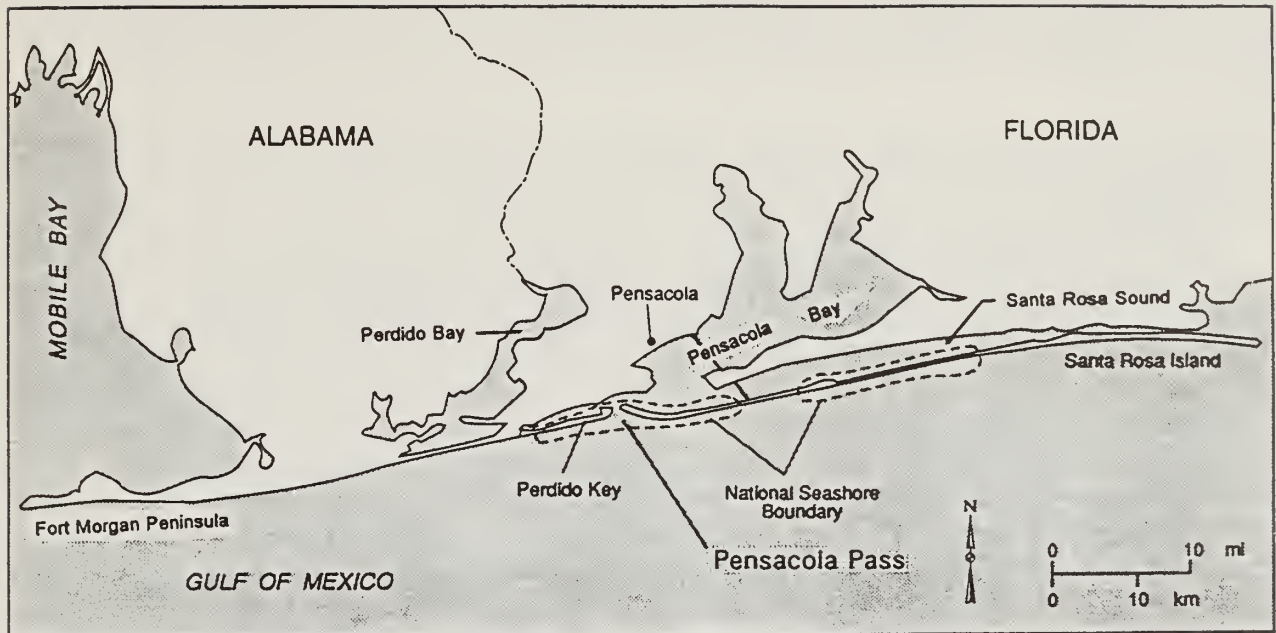 ALABAMA
FLORIDA
MOBILE BAY
Pensacola
Perdido Bay
Pensacola Bay
Santa Rosa Sound
Santa Rosa Island
Perdido Key
National Seashore
Boundary
Fort Morgan Peninsula
Pensacola Pass
GULF OF MEXICO
N
0 10 mi
0 10 km